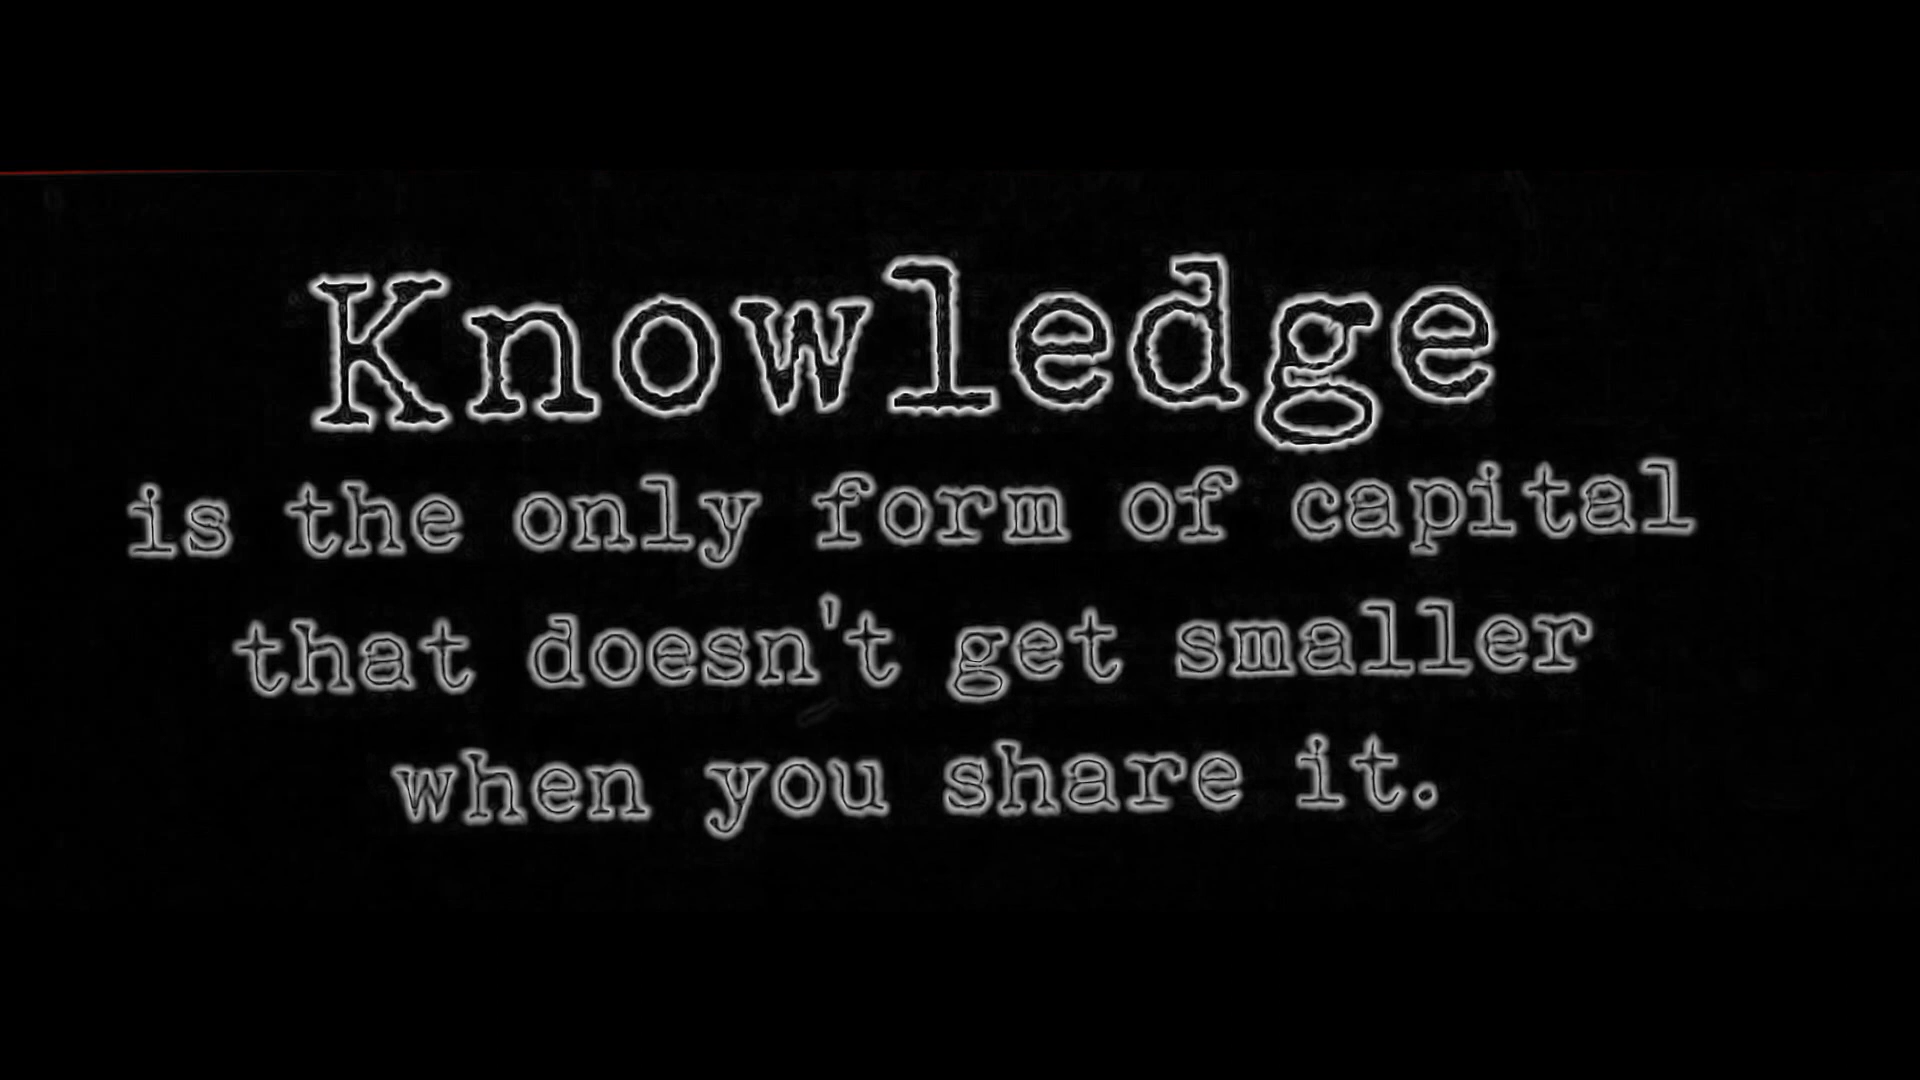 Knowledge
is the only form of capital
that doesn't get smaller
when you share it.